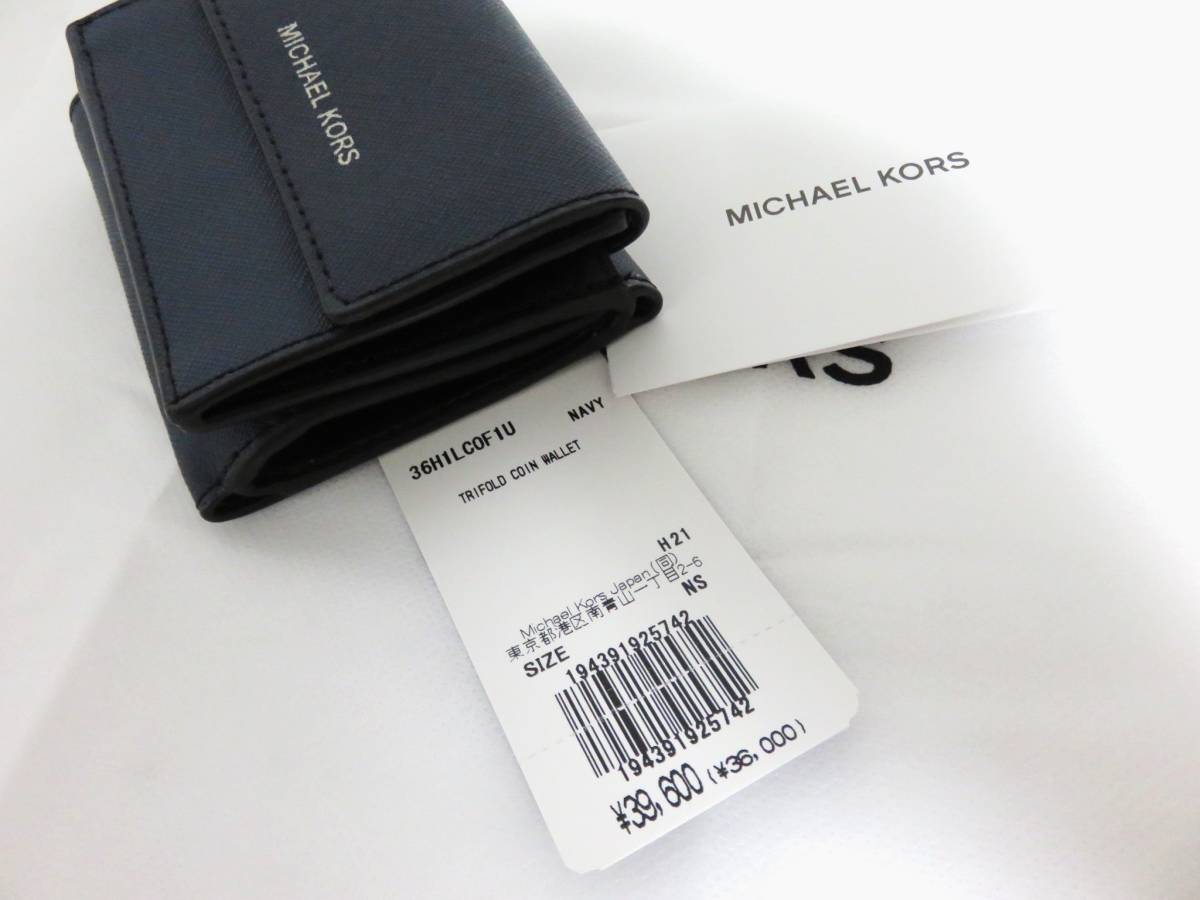 MICHAEL KORS
MICHAEL KORS
RS
36H1LCOF1U NAVY
TRIFOLD COIN WALLET
H21
Michael Kors Japan(同)
東京都港区南青山一丁目2-6
SIZE NS
194391925742
194391925742
¥39,600 (¥36,000)